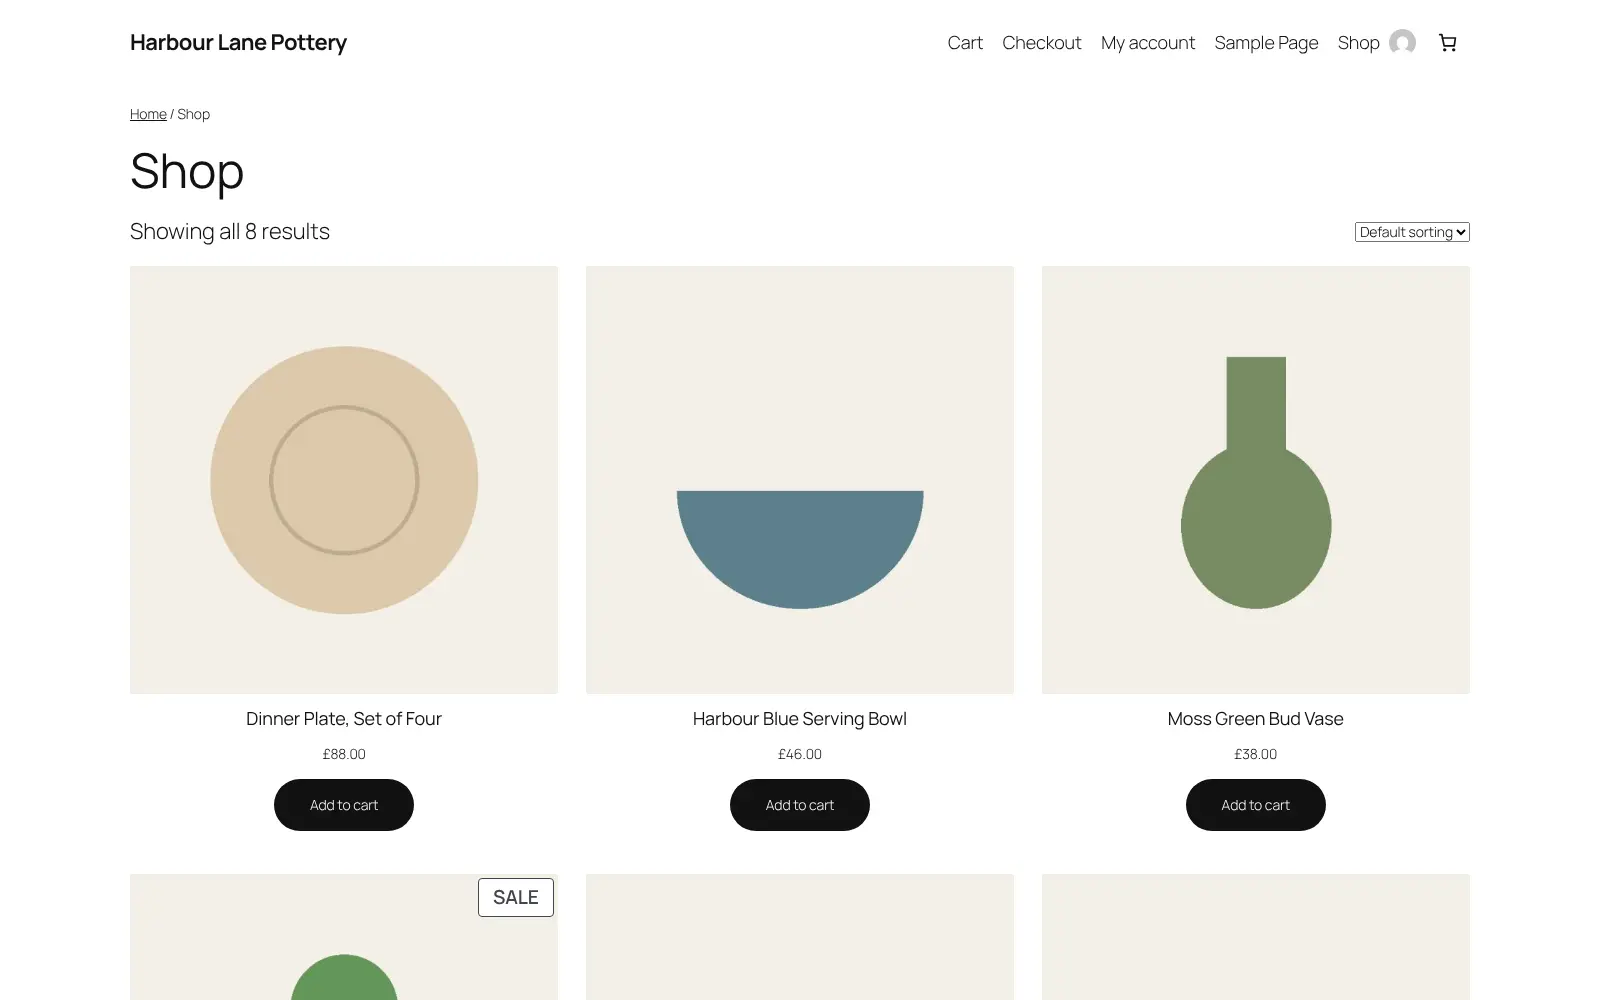 Harbour Lane Pottery
Cart Checkout My account Sample Page Shop
Home / Shop
Shop
Showing all 8 results
Default sorting
Dinner Plate, Set of Four
£88.00
Add to cart
Harbour Blue Serving Bowl
£46.00
Add to cart
Moss Green Bud Vase
£38.00
Add to cart
SALE